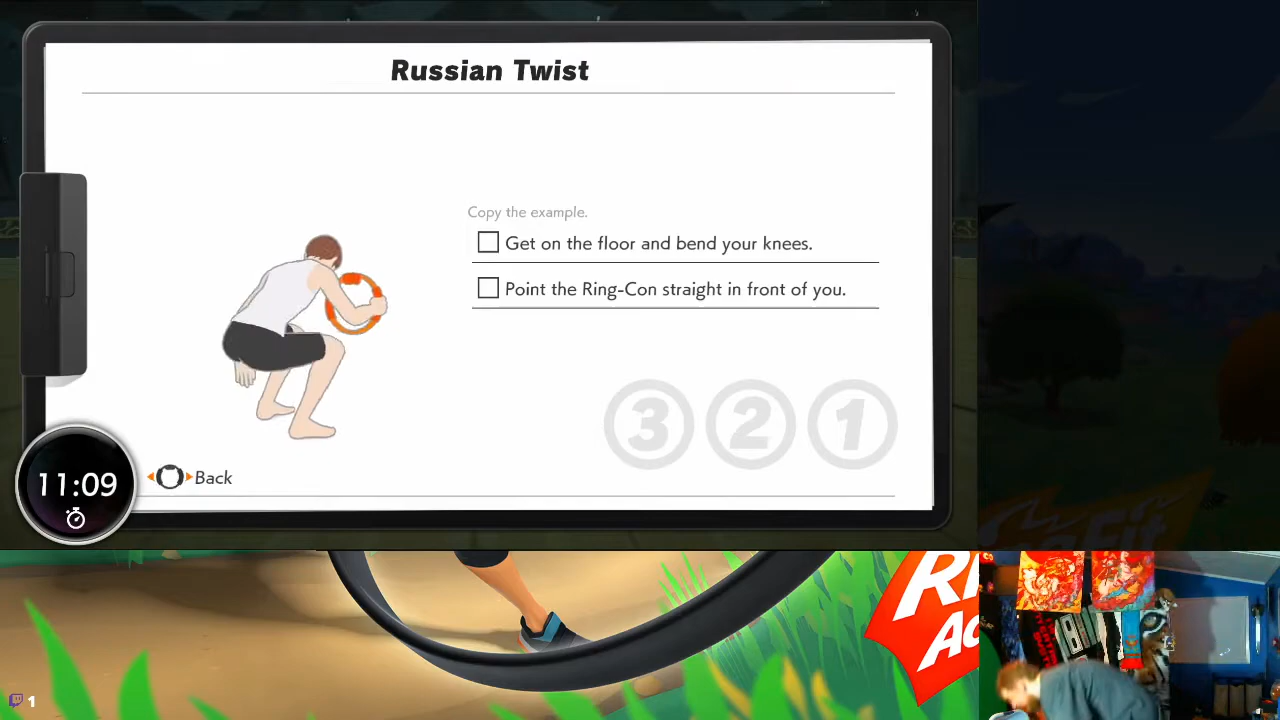 Russian Twist
Copy the example.
Get on the floor and bend your knees.
Point the Ring-Con straight in front of you.
3 2 1
11:09
Back
1